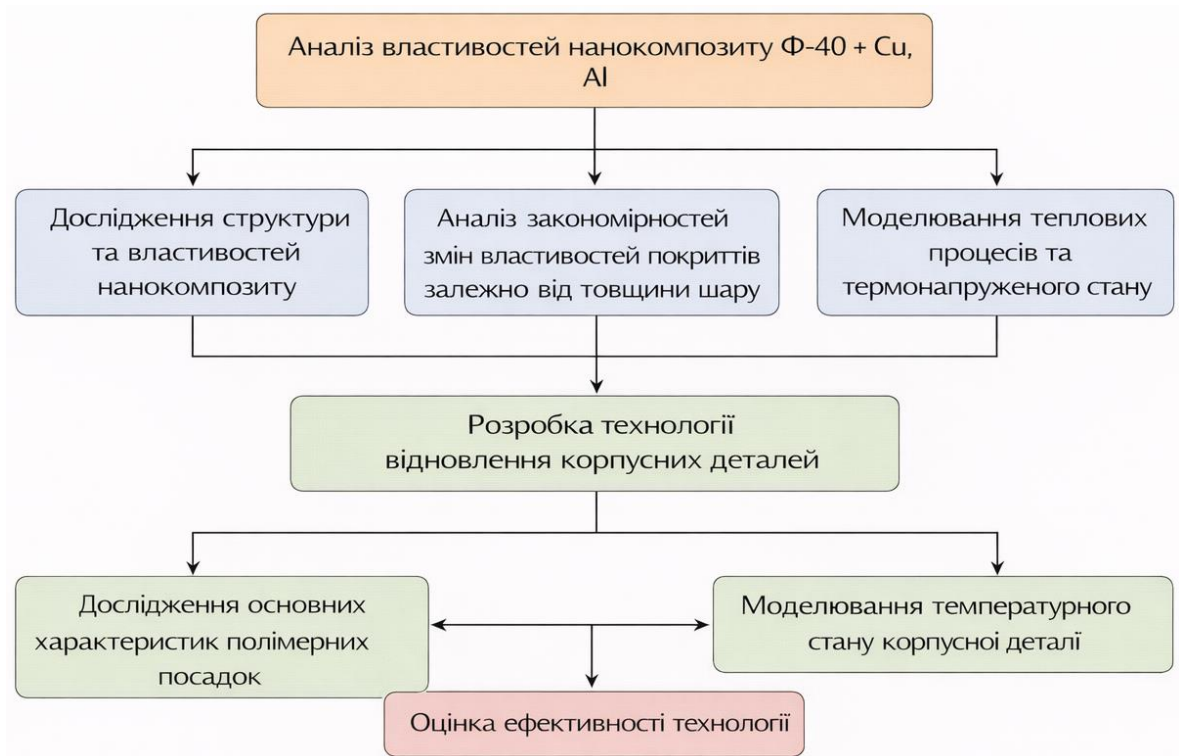 Аналіз властивостей нанокомпозиту Ф-40 + Cu,
Al
Дослідження структури
та властивостей
нанокомпозиту
Аналіз закономірностей
змін властивостей покриттів
залежно від товщини шару
Моделювання теплових
процесів та
термонапруженого стану
Розробка технології
відновлення корпусних деталей
Дослідження основних
характеристик полімерних
посадок
Моделювання температурного
стану корпусної деталі
Оцінка ефективності технології